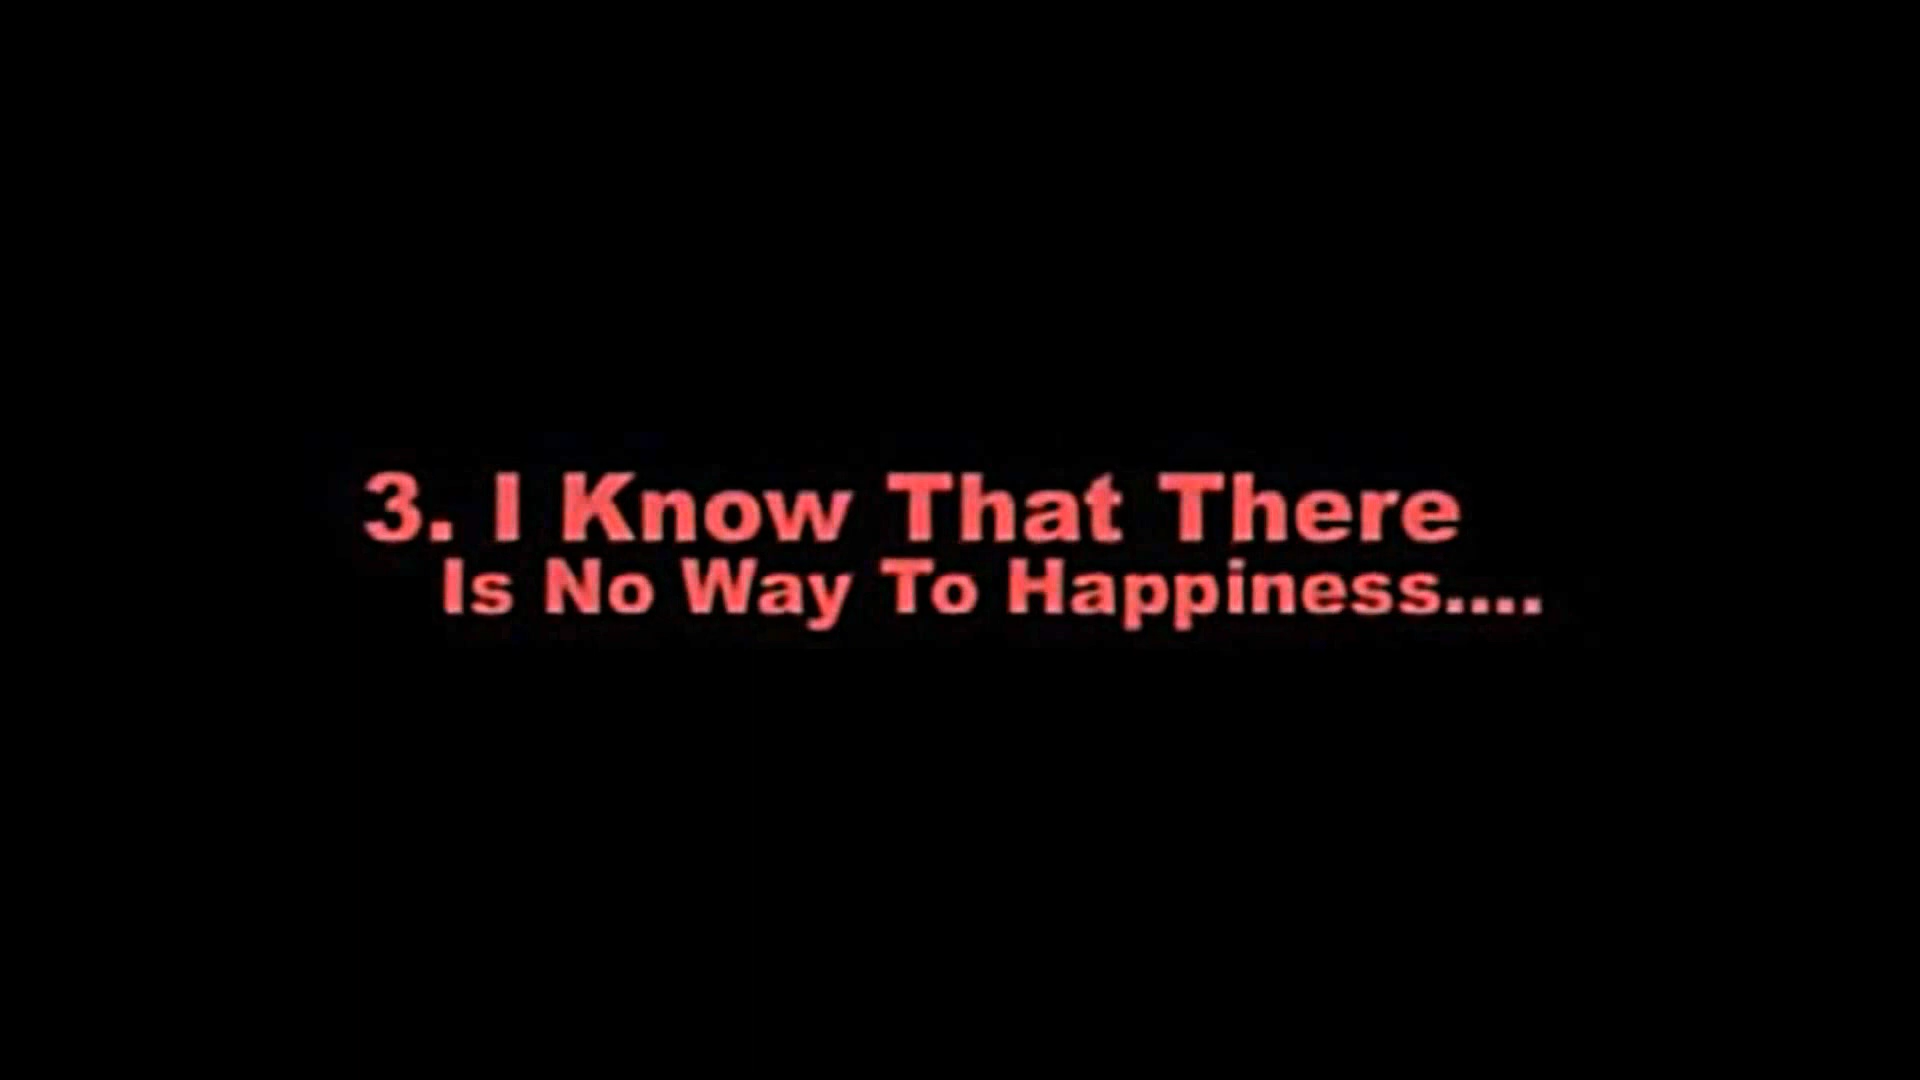 3. I Know That There
Is No Way To Happiness....